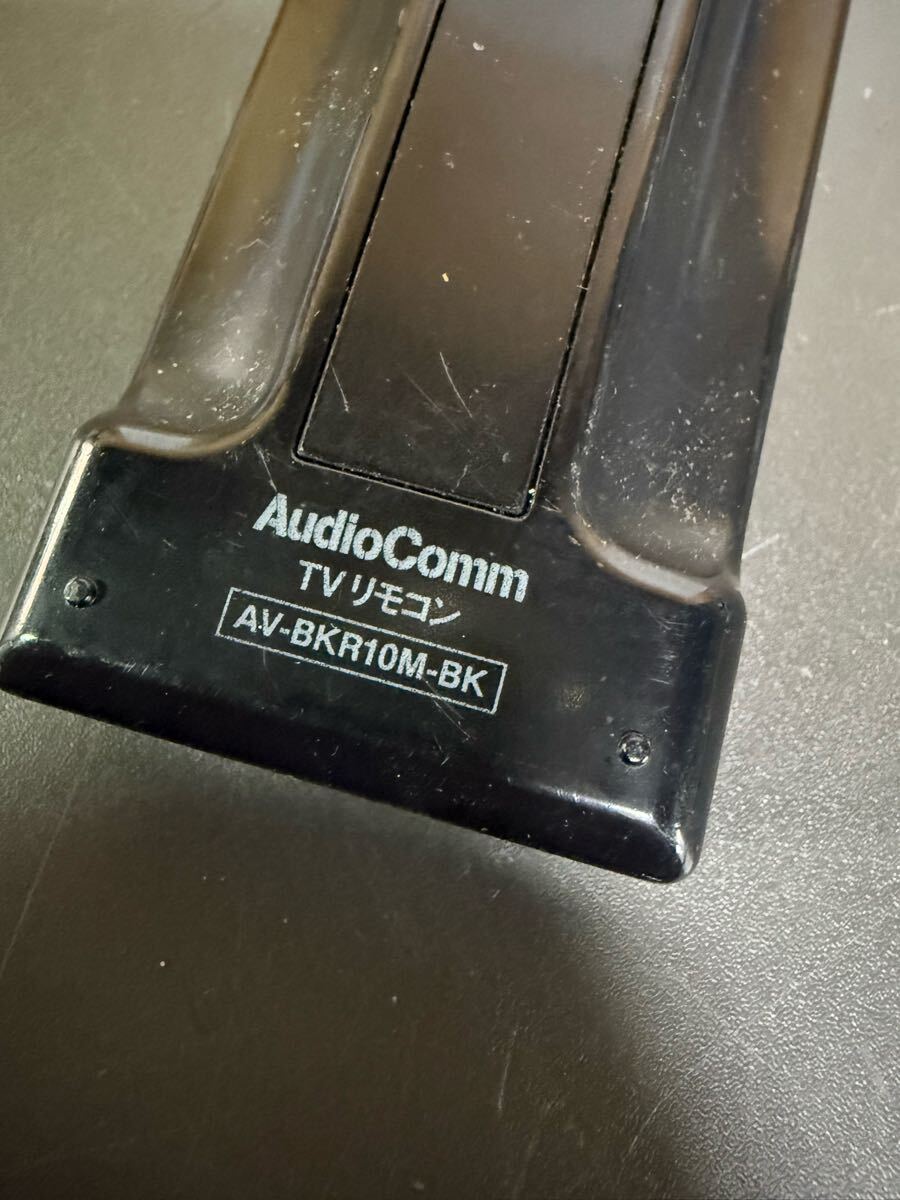 AudioComm
TVリモコン
AV-BKR10M-BK